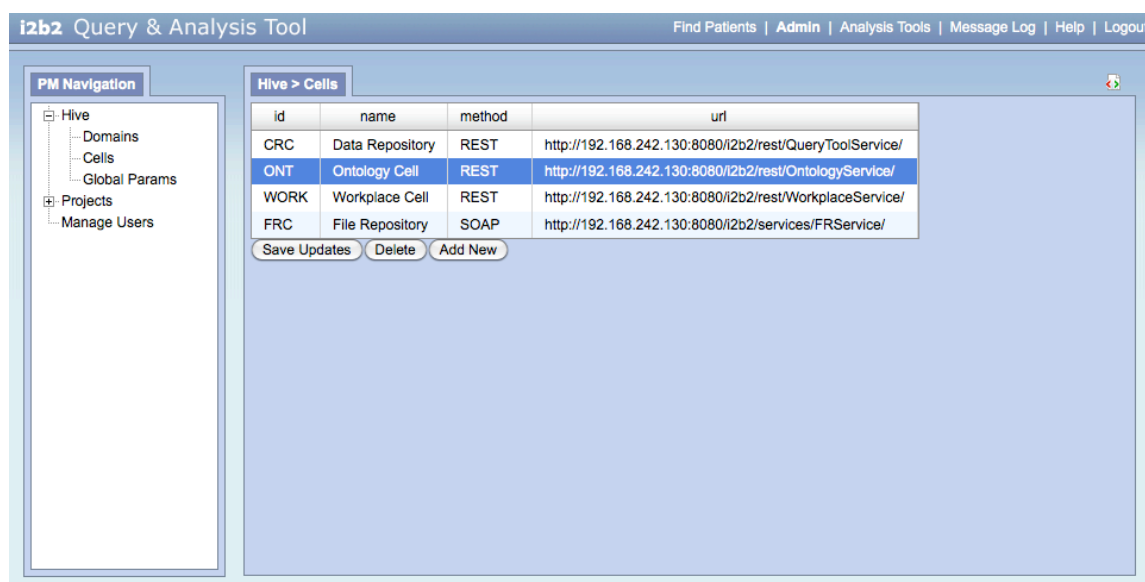 i2b2 Query & Analysis Tool
Find Patients | Admin | Analysis Tools | Message Log | Help | Logou
PM Navigation
Hive
Domains
Cells
Global Params
Projects
Manage Users
Hive > Cells
id name method url
CRC Data Repository REST http://192.168.242.130:8080/i2b2/rest/QueryToolService/
ONT Ontology Cell REST http://192.168.242.130:8080/i2b2/rest/OntologyService/
WORK Workplace Cell REST http://192.168.242.130:8080/i2b2/rest/WorkplaceService/
FRC File Repository SOAP http://192.168.242.130:8080/i2b2/services/FRService/
Save Updates Delete Add New